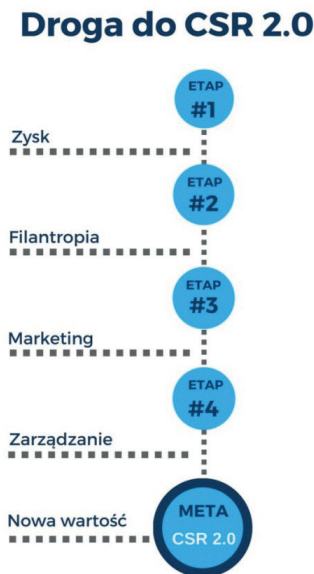 Droga do CSR 2.0
ETAP
#1
Zysk
ETAP
#2
Filantropia
ETAP
#3
Marketing
ETAP
#4
Zarządzanie
META
Nowa wartość
CSR 2.0